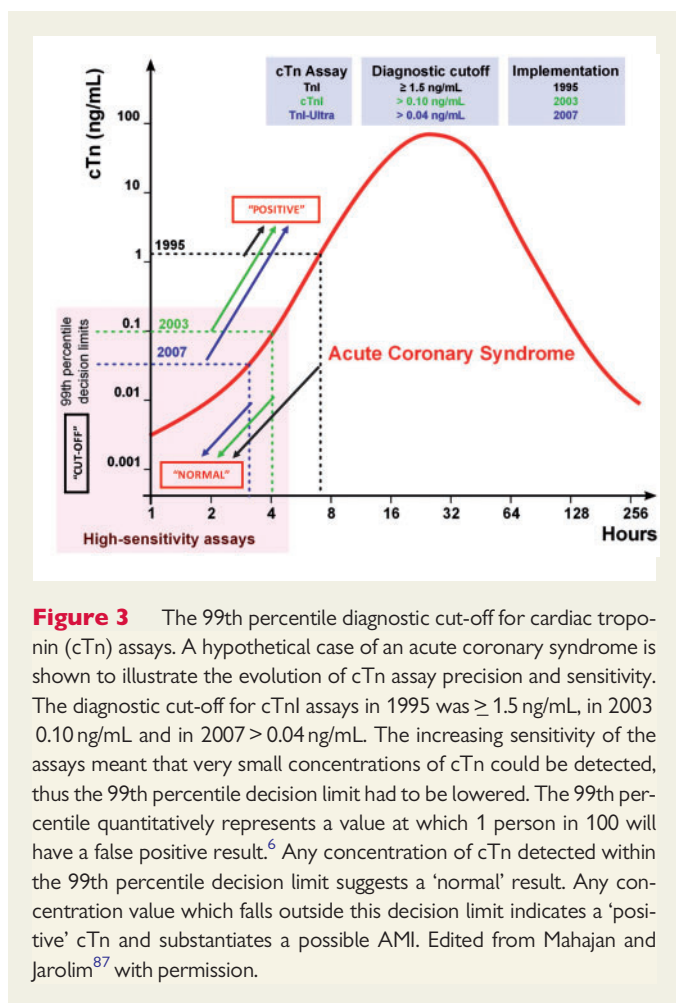 cTn Assay Diagnostic cutoff Implementation
TnI ≥ 1.5 ng/mL 1995
cTnI > 0.10 ng/mL 2003
TnI-Ultra > 0.04 ng/mL 2007
cTn (ng/mL)
100
10
"POSITIVE"
1995
1
0.1
2003
99th percentile
decision limits
2007
Acute Coronary Syndrome
0.01
"CUT-OFF"
"NORMAL"
0.001
1 2 4 8 16 32 64 128 256
High-sensitivity assays
Hours
Figure 3 The 99th percentile diagnostic cut-off for cardiac tropo-
nin (cTn) assays. A hypothetical case of an acute coronary syndrome is
shown to illustrate the evolution of cTn assay precision and sensitivity.
The diagnostic cut-off for cTnI assays in 1995 was ≥ 1.5 ng/mL, in 2003
0.10 ng/mL and in 2007 > 0.04 ng/mL. The increasing sensitivity of the
assays meant that very small concentrations of cTn could be detected,
thus the 99th percentile decision limit had to be lowered. The 99th per-
centile quantitatively represents a value at which 1 person in 100 will
have a false positive result.6 Any concentration of cTn detected within
the 99th percentile decision limit suggests a 'normal' result. Any con-
centration value which falls outside this decision limit indicates a 'posi-
tive' cTn and substantiates a possible AMI. Edited from Mahajan and
Jarolim87 with permission.